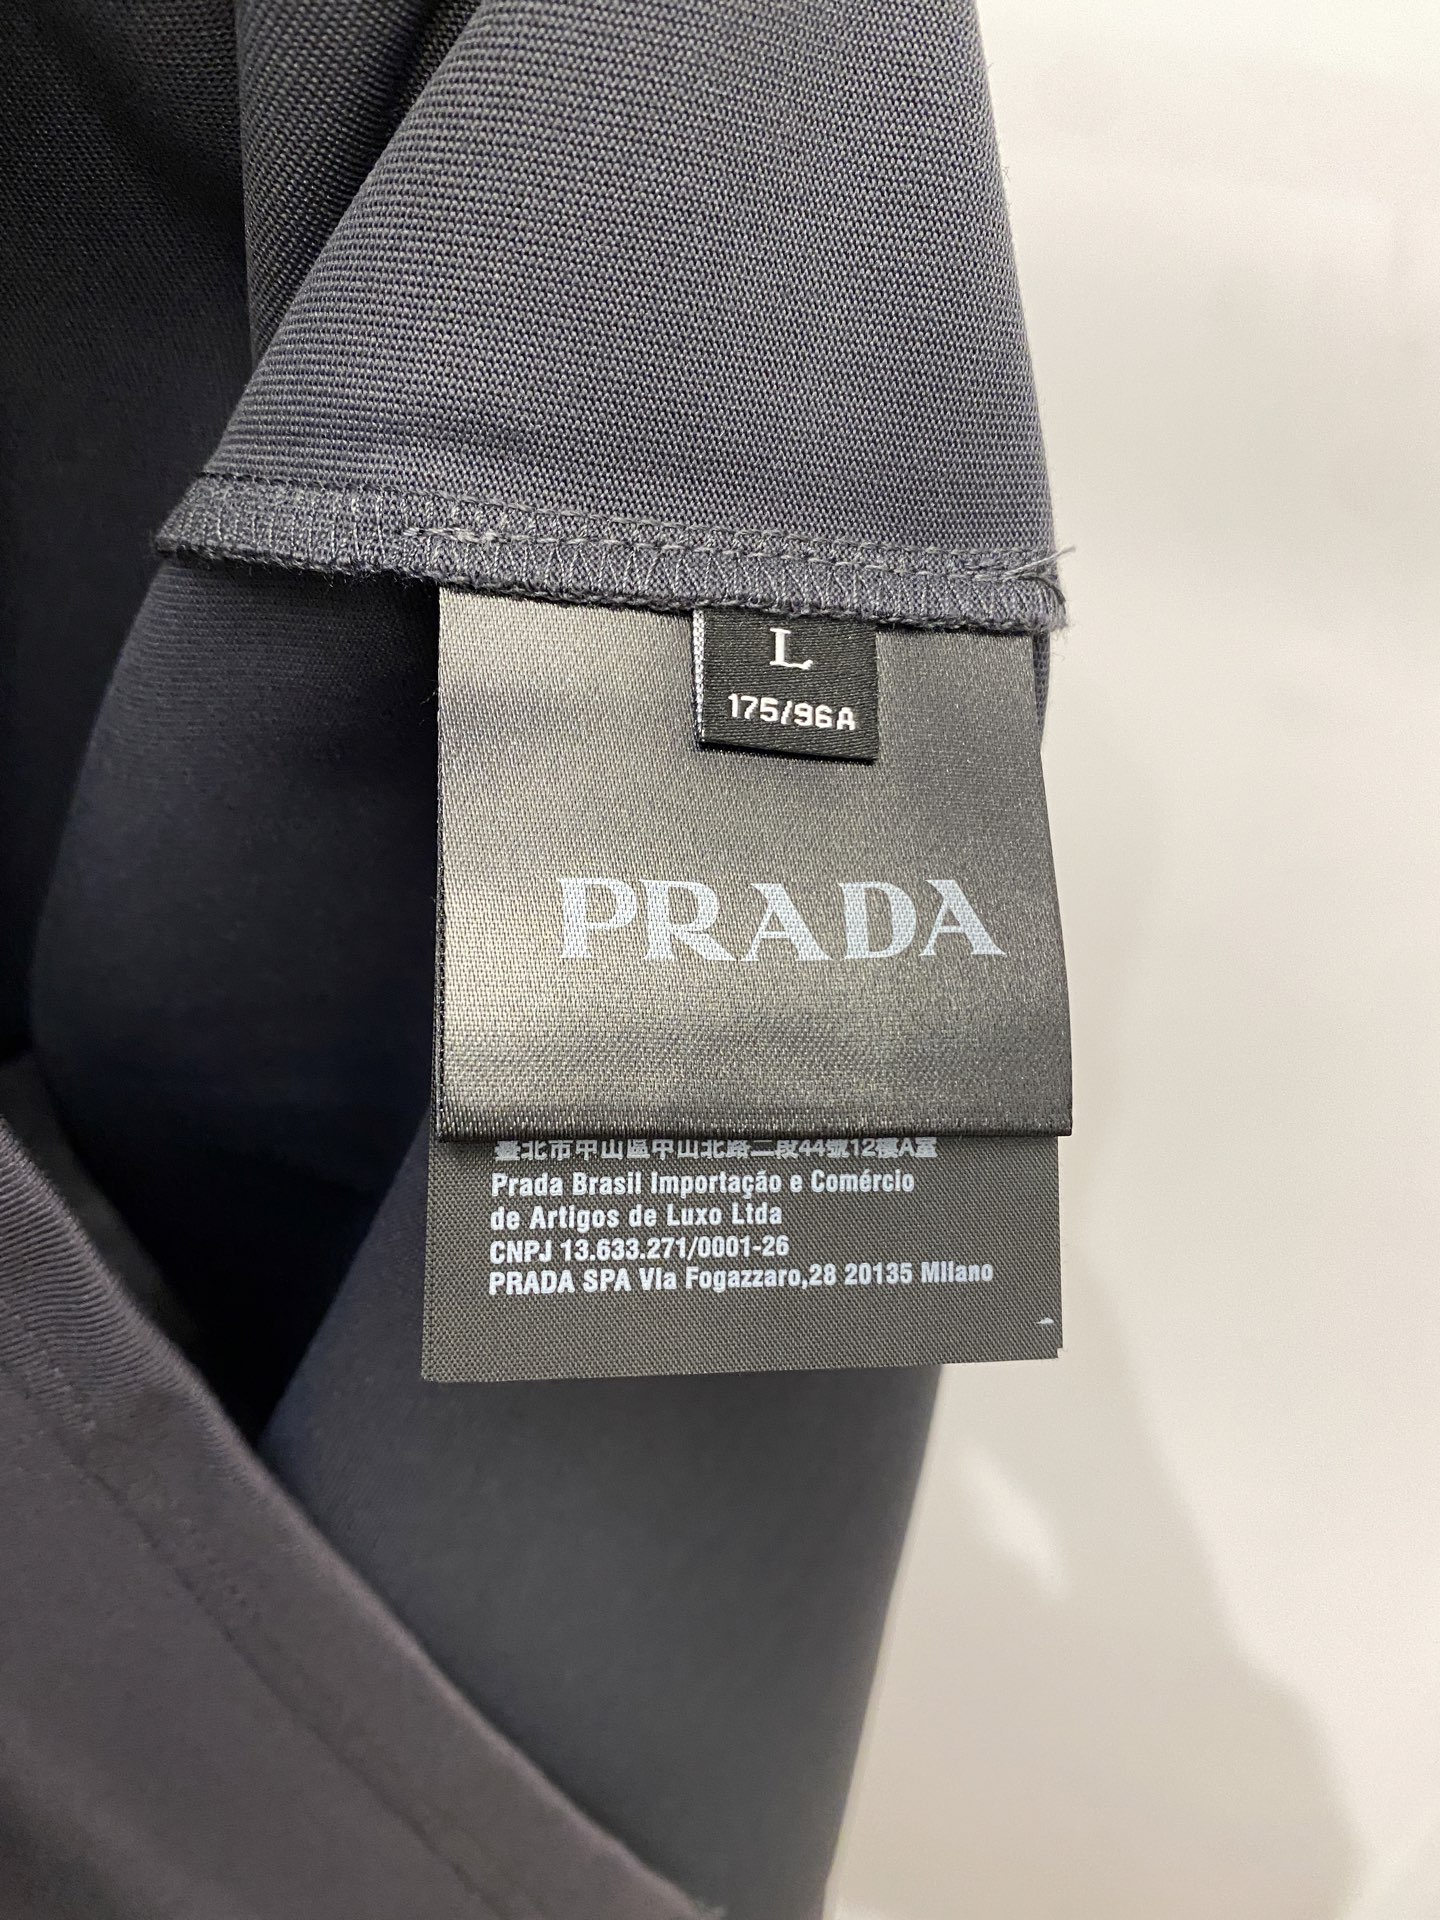 L
175/96A
PRADA
臺北市中山區中山北路二段44號12樓A室
Prada Brasil Importação e Comércio
de Artigos de Luxo Ltda
CNPJ 13.633.271/0001-26
PRADA SPA Via Fogazzaro,28 20135 Milano